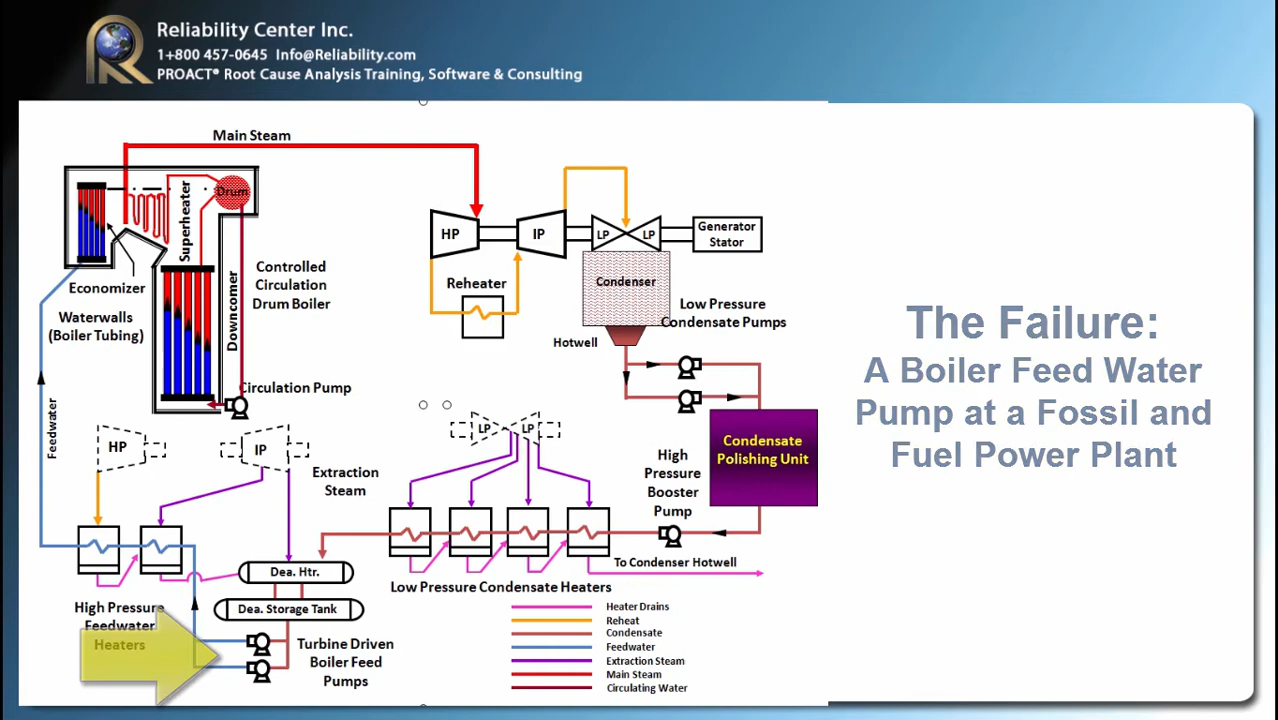 Reliability Center Inc.
1+800 457-0645 Info@Reliability.com
PROACT® Root Cause Analysis Training, Software & Consulting
Main Steam
Drum
Superheater
Economizer
Waterwalls
(Boiler Tubing)
Downcomer
Controlled
Circulation
Drum Boiler
Circulation Pump
Feedwater
HP
IP
LP
LP
Generator
Stator
Reheater
Condenser
Hotwell
Low Pressure
Condensate Pumps
Condensate
Polishing Unit
High
Pressure
Booster
Pump
HP
IP
LP
LP
Extraction
Steam
To Condenser Hotwell
Low Pressure Condensate Heaters
Dea. Htr.
Dea. Storage Tank
High Pressure
Feedwater
Heaters
Turbine Driven
Boiler Feed
Pumps
Heater Drains
Reheat
Condensate
Feedwater
Extraction Steam
Main Steam
Circulating Water
The Failure:
A Boiler Feed Water
Pump at a Fossil and
Fuel Power Plant